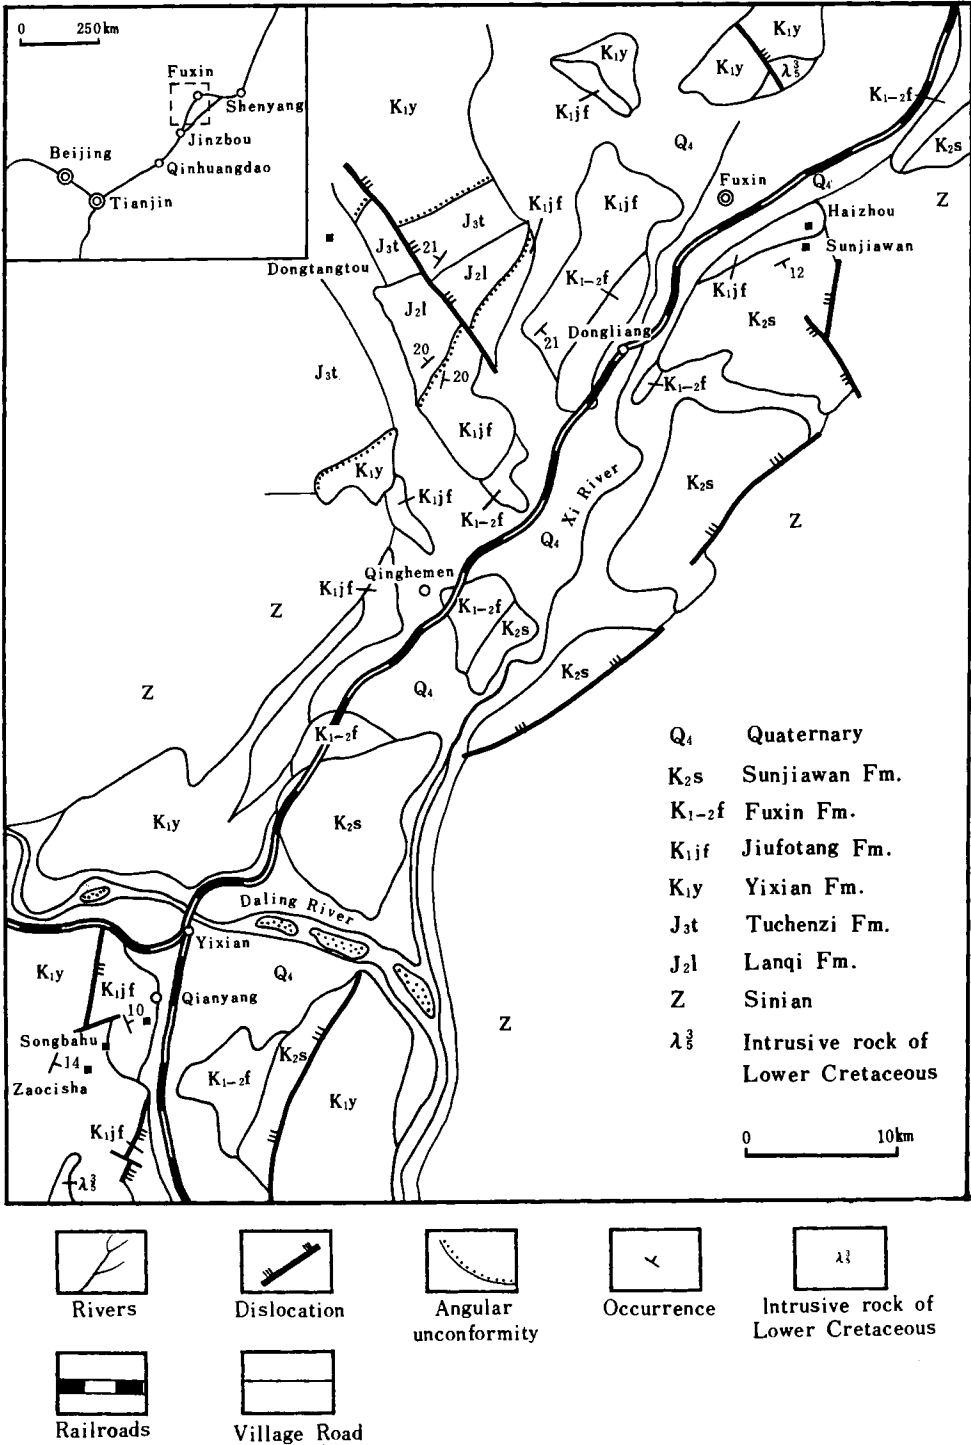 0 250km
Fuxin
Shenyang
Jinzbou
Beijing
Qinhuangdao
Tianjin
K₁y
K₁y
K₁y
K₁y
λ₅³
K₁jf
K₁₋₂f
K₂s
Q₄
Fuxin
Q₄
Z
K₁jf
K₁jf
Haizhou
J₃t
J₃t
21
Sunjiawan
Dongtangtou
J₂l
K₁₋₂f
K₁jf
12
J₂l
K₂s
21
Dongliang
20
20
J₃t
K₁₋₂f
K₁jf
K₁y
K₂s
K₁jf
K₁₋₂f
Xi River
Z
Q₄
Qinghemen
K₁jf
Z
K₁₋₂f
K₂s
K₂s
Z
Q₄
K₁₋₂f
K₁y
K₂s
Daling River
Yixian
K₁y
K₁jf
Q₄
Qianyang
10
Z
Songbahu
14
K₂s
Zaocisha
K₁₋₂f
K₁y
K₁jf
λ₅³
Q₄ Quaternary
K₂s Sunjiawan Fm.
K₁₋₂f Fuxin Fm.
K₁jf Jiufotang Fm.
K₁y Yixian Fm.
J₃t Tuchenzi Fm.
J₂l Lanqi Fm.
Z Sinian
λ₅³ Intrusive rock of
Lower Cretaceous
0 10km
λ₅³
Rivers
Dislocation
Angular
unconformity
Occurrence
Intrusive rock of
Lower Cretaceous
Railroads
Village Road